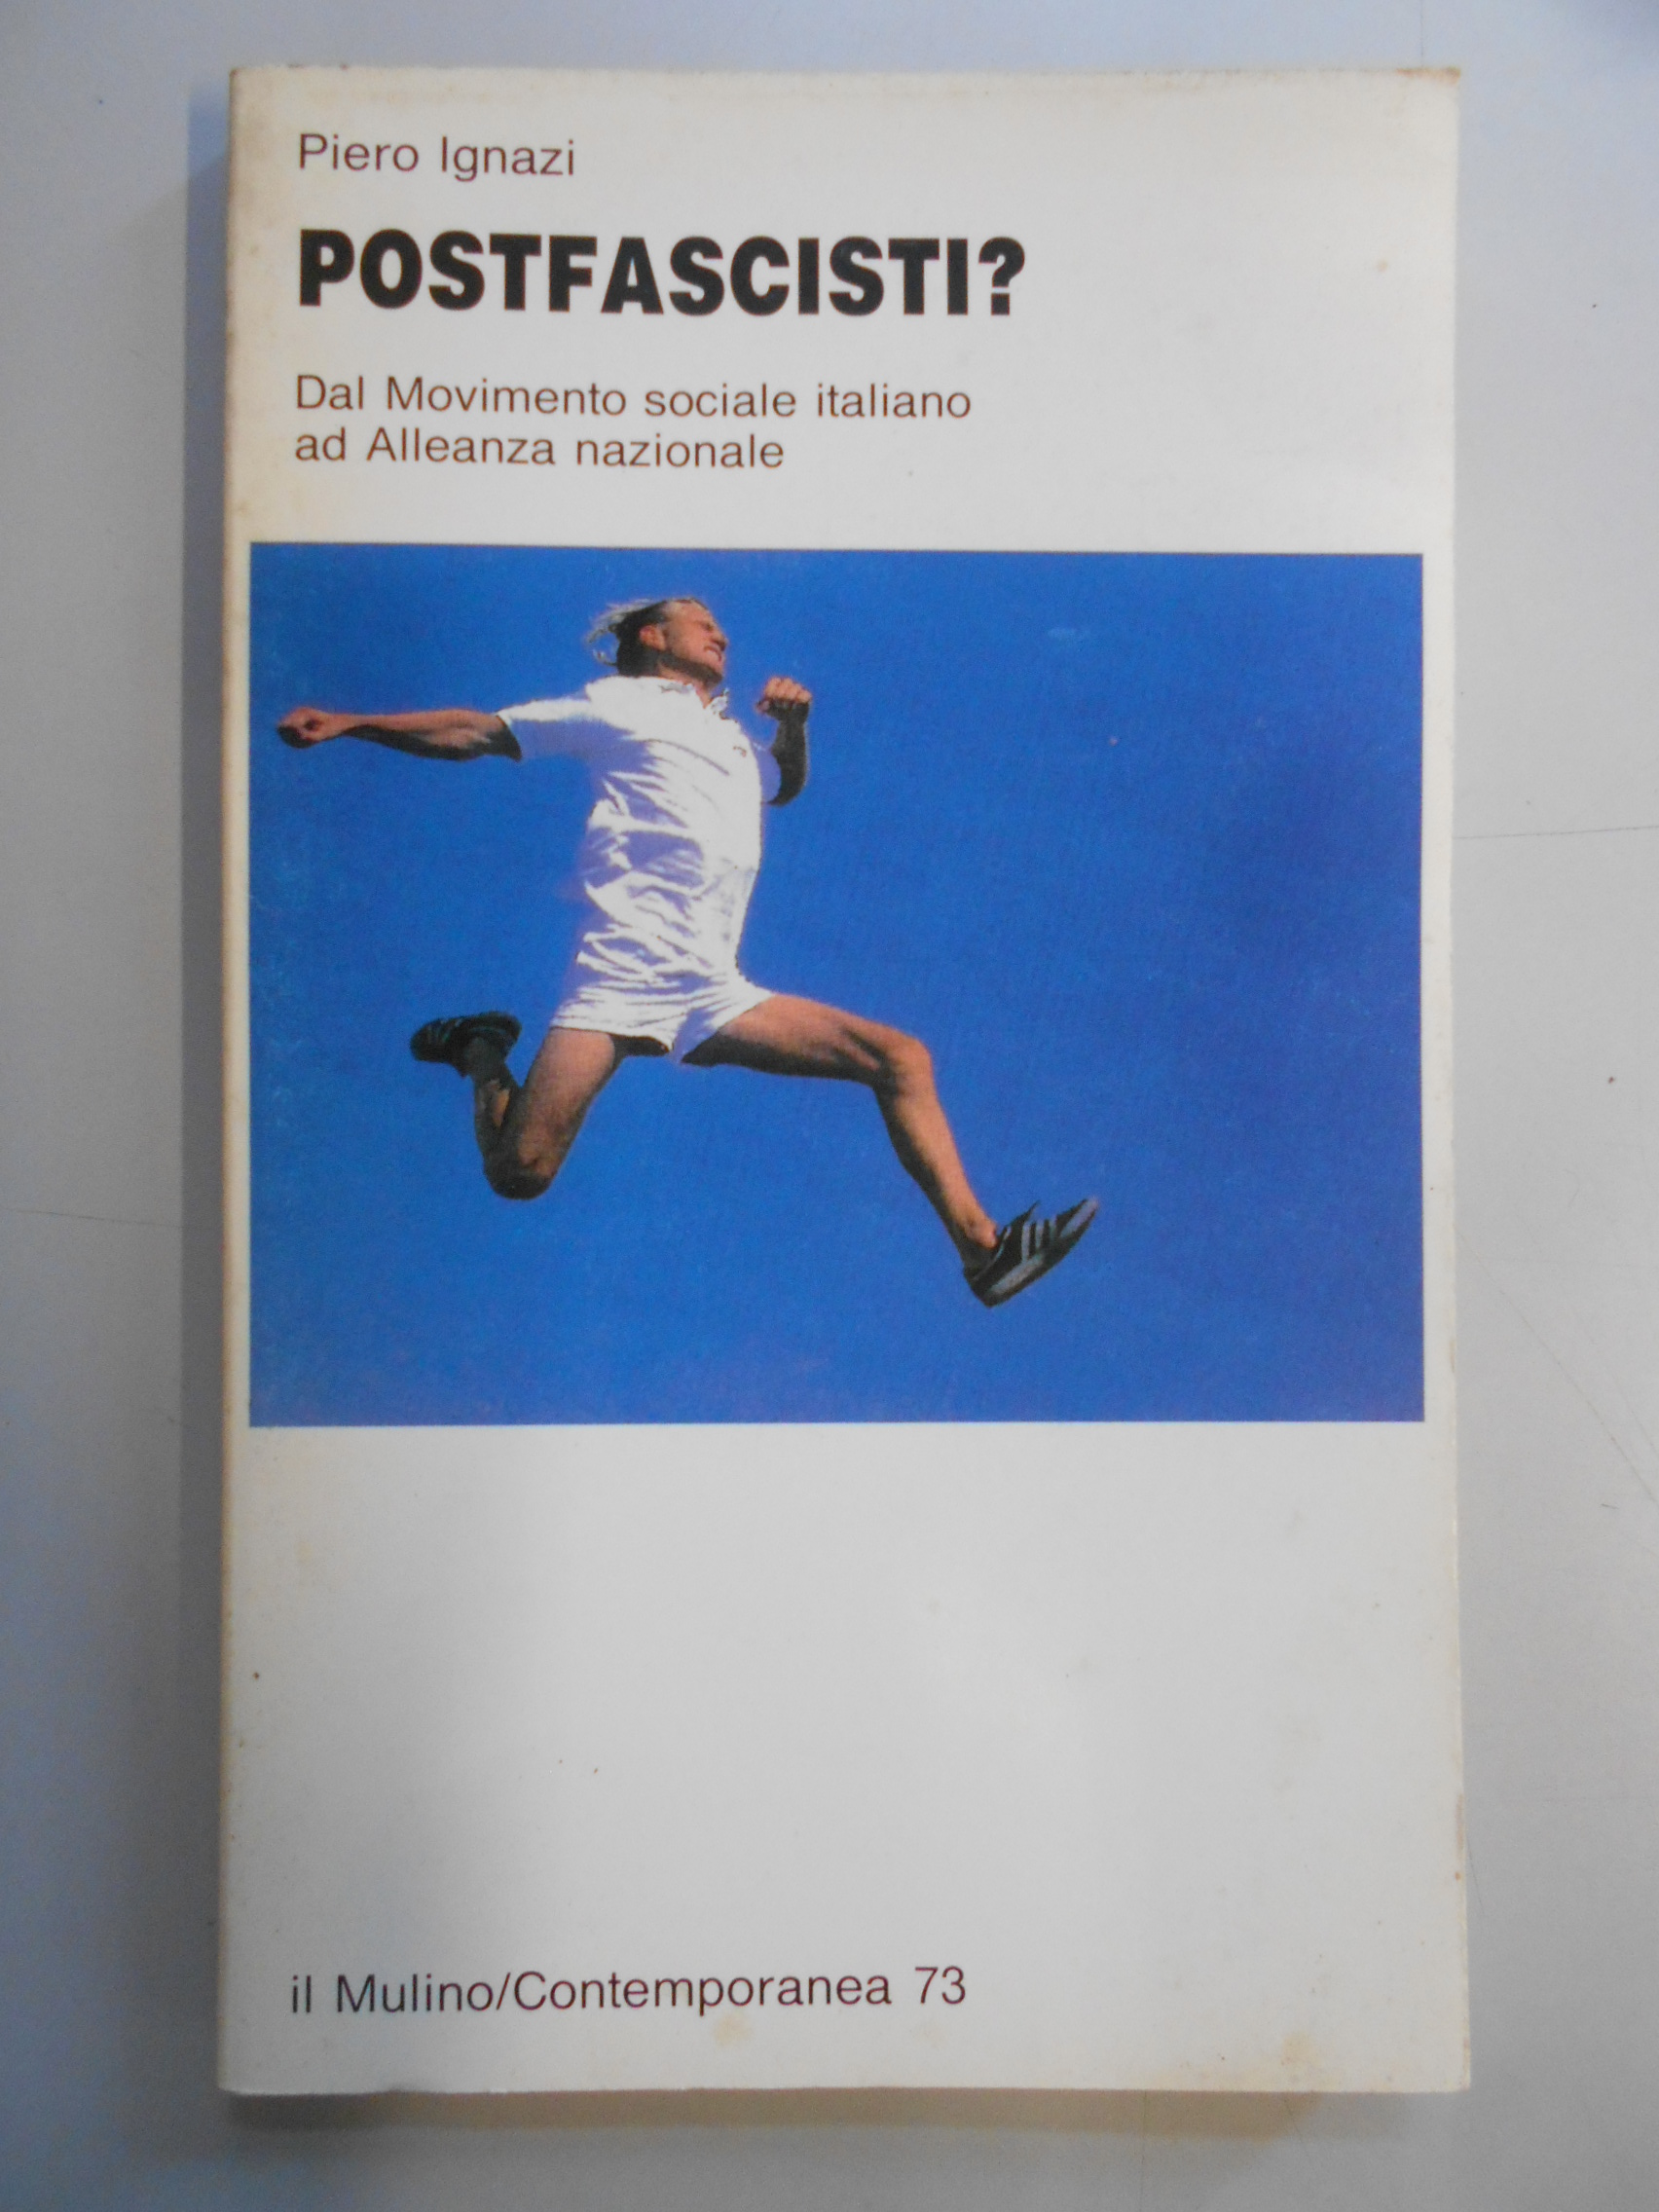 Piero Ignazi
POSTFASCISTI?
Dal Movimento sociale italiano
ad Alleanza nazionale
il Mulino/Contemporanea 73